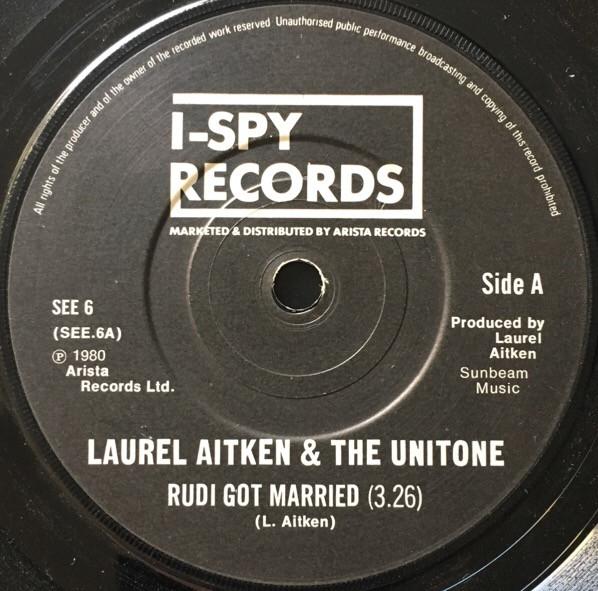 All rights of the producer and of the owner of the recorded work reserved Unauthorised public performance broadcasting and copying of this record prohibited
I-SPY
RECORDS
MARKETED & DISTRIBUTED BY ARISTA RECORDS
Side A
SEE 6
(SEE.6A)
℗ 1980
Arista
Records Ltd.
Produced by
Laurel
Aitken
Sunbeam
Music
LAUREL AITKEN & THE UNITONE
RUDI GOT MARRIED (3.26)
(L. Aitken)